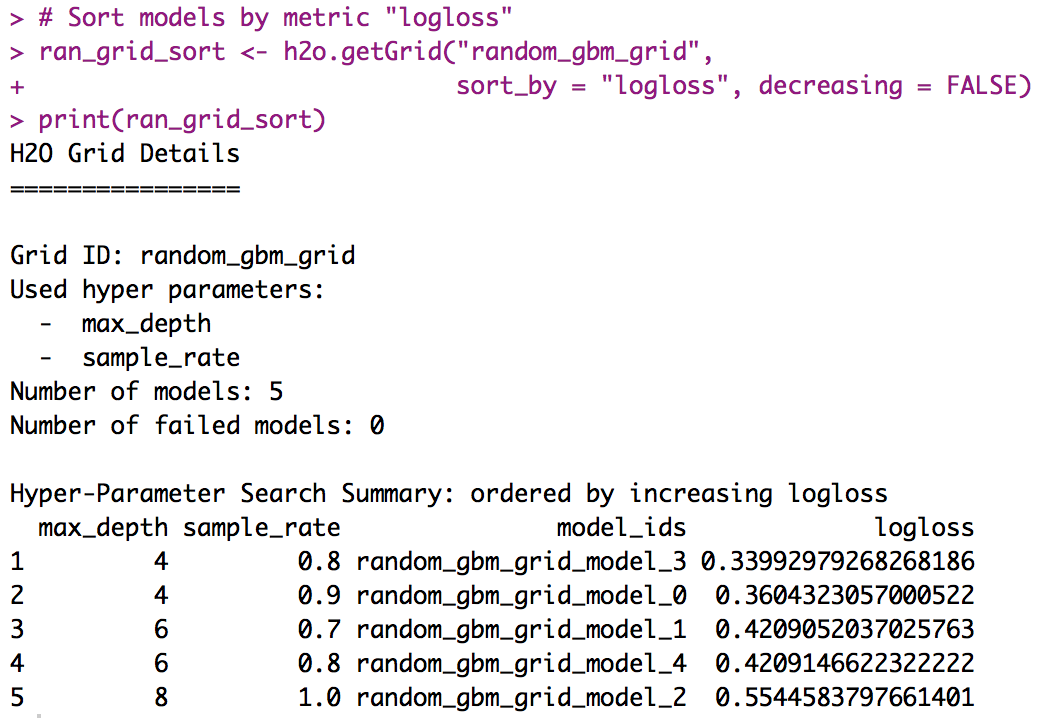 > # Sort models by metric "logloss"
> ran_grid_sort <- h2o.getGrid("random_gbm_grid",
+                               sort_by = "logloss", decreasing = FALSE)
> print(ran_grid_sort)
H2O Grid Details
================
Grid ID: random_gbm_grid
Used hyper parameters:
  -  max_depth
  -  sample_rate
Number of models: 5
Number of failed models: 0
Hyper-Parameter Search Summary: ordered by increasing logloss
  max_depth sample_rate               model_ids             logloss
1         4         0.8 random_gbm_grid_model_3 0.33992979268268186
2         4         0.9 random_gbm_grid_model_0  0.3604323057000522
3         6         0.7 random_gbm_grid_model_1  0.4209052037025763
4         6         0.8 random_gbm_grid_model_4  0.4209146622322222
5         8         1.0 random_gbm_grid_model_2  0.5544583797661401